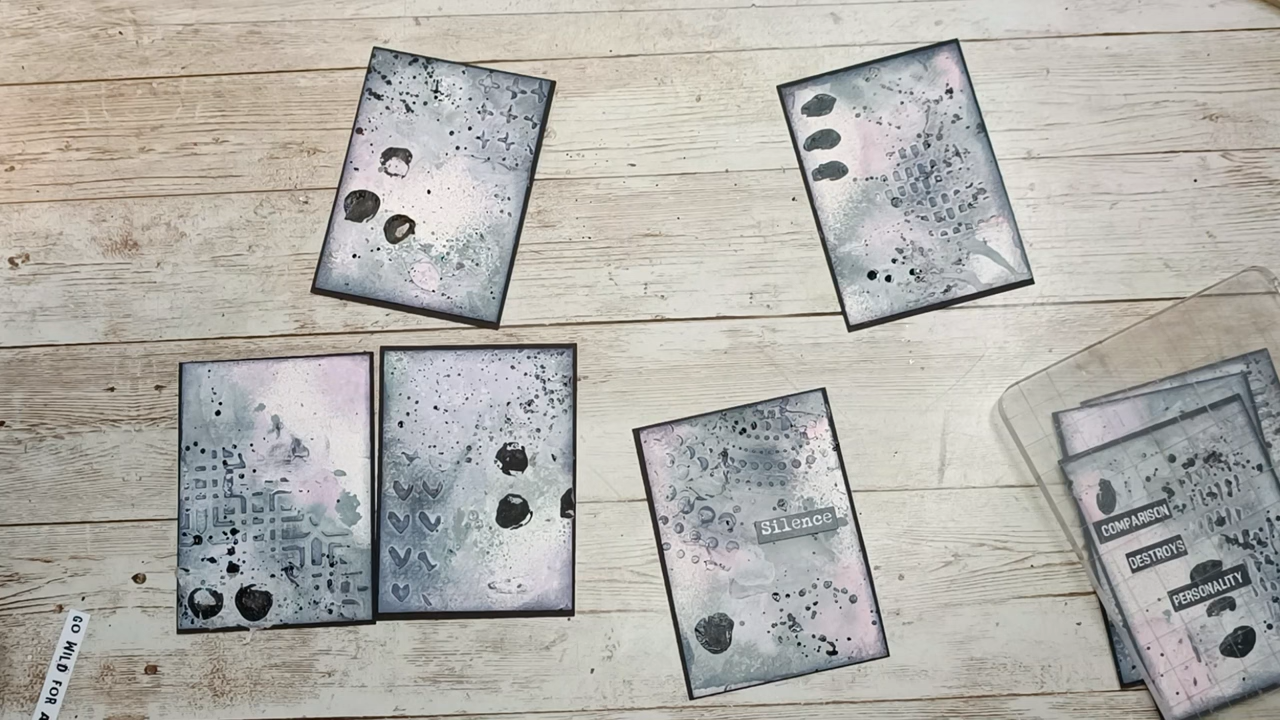 Silence
COMPARISON
DESTROYS
PERSONALITY
GO WILD FOR A